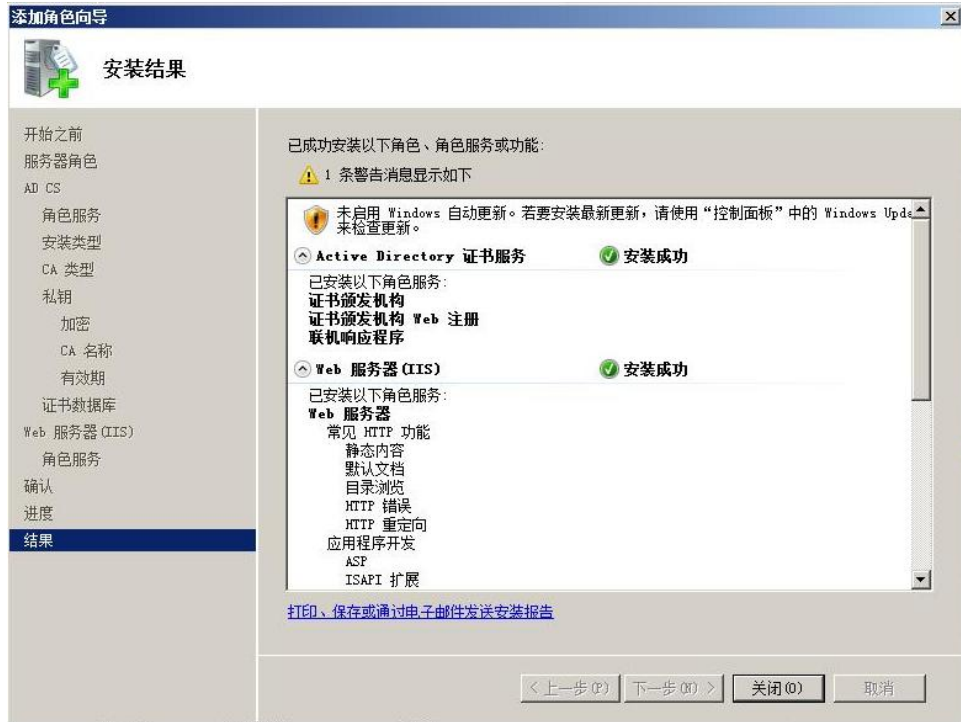 添加角色向导
安装结果
开始之前
服务器角色
AD CS
角色服务
安装类型
CA 类型
私钥
加密
CA 名称
有效期
证书数据库
Web 服务器(IIS)
角色服务
确认
进度
结果
已成功安装以下角色、角色服务或功能:
1 条警告消息显示如下
未启用 Windows 自动更新。若要安装最新更新，请使用“控制面板”中的 Windows Upda
来检查更新。
Active Directory 证书服务 安装成功
已安装以下角色服务:
证书颁发机构
证书颁发机构 Web 注册
联机响应程序
Web 服务器(IIS) 安装成功
已安装以下角色服务:
Web 服务器
常见 HTTP 功能
静态内容
默认文档
目录浏览
HTTP 错误
HTTP 重定向
应用程序开发
ASP
ISAPI 扩展
打印、保存或通过电子邮件发送安装报告
< 上一步(P) 下一步(N) > 关闭(O) 取消